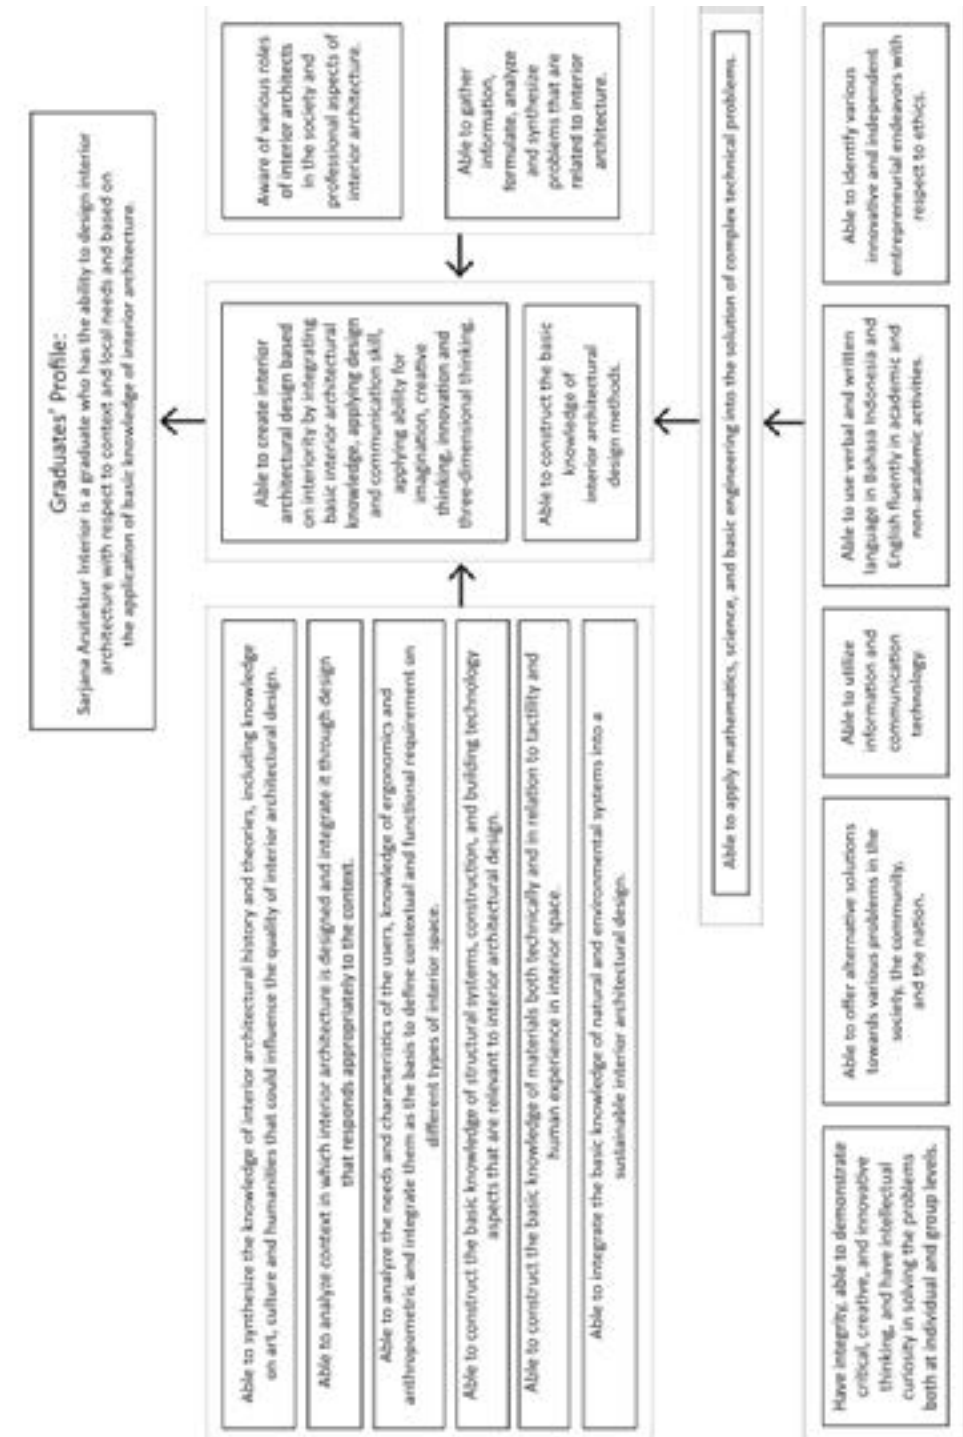 Graduates' Profile:
Sarjana Arsitektur Interior is a graduate who has the ability to design interior
architecture with respect to context and local needs and based on
the application of basic knowledge of interior architecture.
Able to synthesize the knowledge of interior architectural history and theories, including knowledge
on art, culture and humanities that could influence the quality of interior architectural design.
Able to analyze context in which interior architecture is designed and integrate it through design
that responds appropriately to the context.
Able to analyze the needs and characteristics of the users, knowledge of ergonomics and
anthropometric and integrate them as the basis to define contextual and functional requirement on
different types of interior space.
Able to construct the basic knowledge of structural systems, construction, and building technology
aspects that are relevant to interior architectural design.
Able to construct the basic knowledge of materials both technically and in relation to tactility and
human experience in interior space.
Able to integrate the basic knowledge of natural and environmental systems into a
sustainable interior architectural design.
Able to create interior
architectural design based
on interiority by integrating
basic interior architectural
knowledge, applying design
and communication skill,
applying ability for
imagination, creative
thinking, innovation and
three-dimensional thinking.
Able to construct the basic
knowledge of
interior architectural
design methods.
Aware of various roles
of interior architects
in the society and
professional aspects of
interior architecture.
Able to gather
information,
formulate, analyze
and synthesize
problems that are
related to interior
architecture.
Able to apply mathematics, science, and basic engineering into the solution of complex technical problems.
Have integrity, able to demonstrate
critical, creative, and innovative
thinking, and have intellectual
curiosity in solving the problems
both at individual and group levels.
Able to offer alternative solutions
towards various problems in the
society, the community,
and the nation.
Able to utilize
information and
communication
technology
Able to use verbal and written
language in Bahasa Indonesia and
English fluently in academic and
non-academic activities.
Able to identify various
innovative and independent
entrepreneurial endeavors with
respect to ethics.